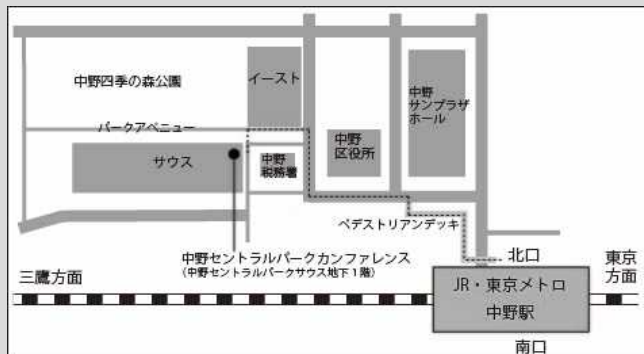 中野四季の森公園
イースト
中野
サンプラザ
ホール
パークアベニュー
中野
区役所
サウス
中野
税務署
ペデストリアンデッキ
中野セントラルパークカンファレンス
(中野セントラルパークサウス地下1階)
北口
三鷹方面
東京
方面
JR・東京メトロ
中野駅
南口